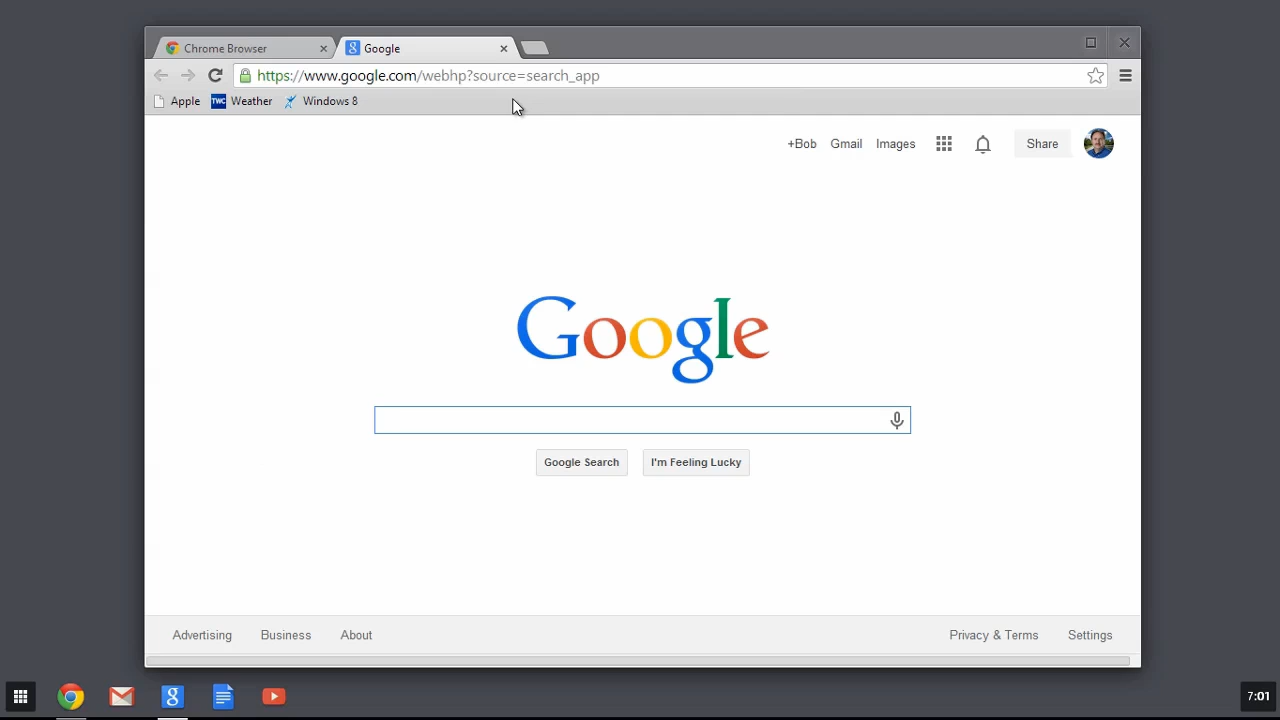 Chrome Browser
Google
https://www.google.com/webhp?source=search_app
Apple TWC Weather Windows 8
+Bob Gmail Images Share
Google
Google Search I'm Feeling Lucky
Advertising Business About Privacy & Terms Settings
g
7:01